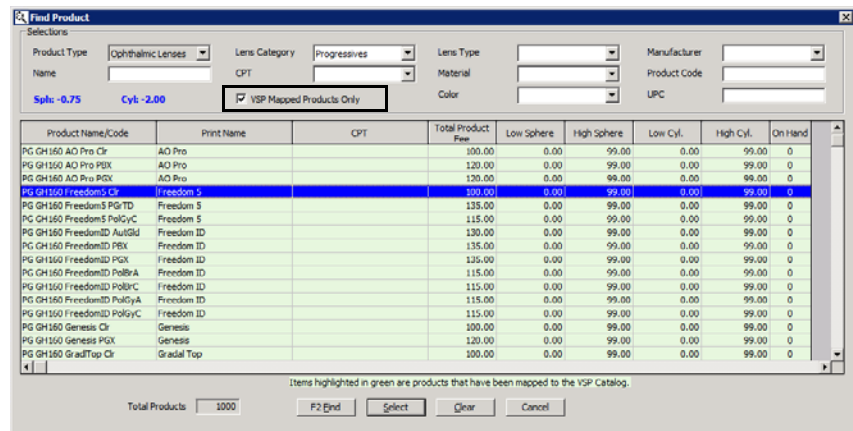 Find Product
Selections
Product Type Ophthalmic Lenses Lens Category Progressives Lens Type Manufacturer
Name CPT Material Product Code
Sph: -0.75 Cyl: -2.00 VSP Mapped Products Only Color UPC
Product Name/Code Print Name CPT Total Product Fee Low Sphere High Sphere Low Cyl. High Cyl. On Hand
PG GH160 AO Pro Clr AO Pro 100.00 0.00 99.00 0.00 99.00 0
PG GH160 AO Pro PBX AO Pro 120.00 0.00 99.00 0.00 99.00 0
PG GH160 AO Pro PGX AO Pro 120.00 0.00 99.00 0.00 99.00 0
PG GH160 Freedom5 Clr Freedom 5 100.00 0.00 99.00 0.00 99.00 0
PG GH160 Freedom5 PGrTD Freedom 5 135.00 0.00 99.00 0.00 99.00 0
PG GH160 Freedom5 PolGyC Freedom 5 115.00 0.00 99.00 0.00 99.00 0
PG GH160 FreedomID AutGld Freedom ID 130.00 0.00 99.00 0.00 99.00 0
PG GH160 FreedomID PBX Freedom ID 135.00 0.00 99.00 0.00 99.00 0
PG GH160 FreedomID PGX Freedom ID 135.00 0.00 99.00 0.00 99.00 0
PG GH160 FreedomID PolBrA Freedom ID 115.00 0.00 99.00 0.00 99.00 0
PG GH160 FreedomID PolBrC Freedom ID 115.00 0.00 99.00 0.00 99.00 0
PG GH160 FreedomID PolGyA Freedom ID 115.00 0.00 99.00 0.00 99.00 0
PG GH160 FreedomID PolGyC Freedom ID 115.00 0.00 99.00 0.00 99.00 0
PG GH160 Genesis Clr Genesis 100.00 0.00 99.00 0.00 99.00 0
PG GH160 Genesis PGX Genesis 120.00 0.00 99.00 0.00 99.00 0
PG GH160 GradTop Clr Gradal Top 100.00 0.00 99.00 0.00 99.00 0
Items highlighted in green are products that have been mapped to the VSP Catalog.
Total Products 1000 F2 Find Select Clear Cancel